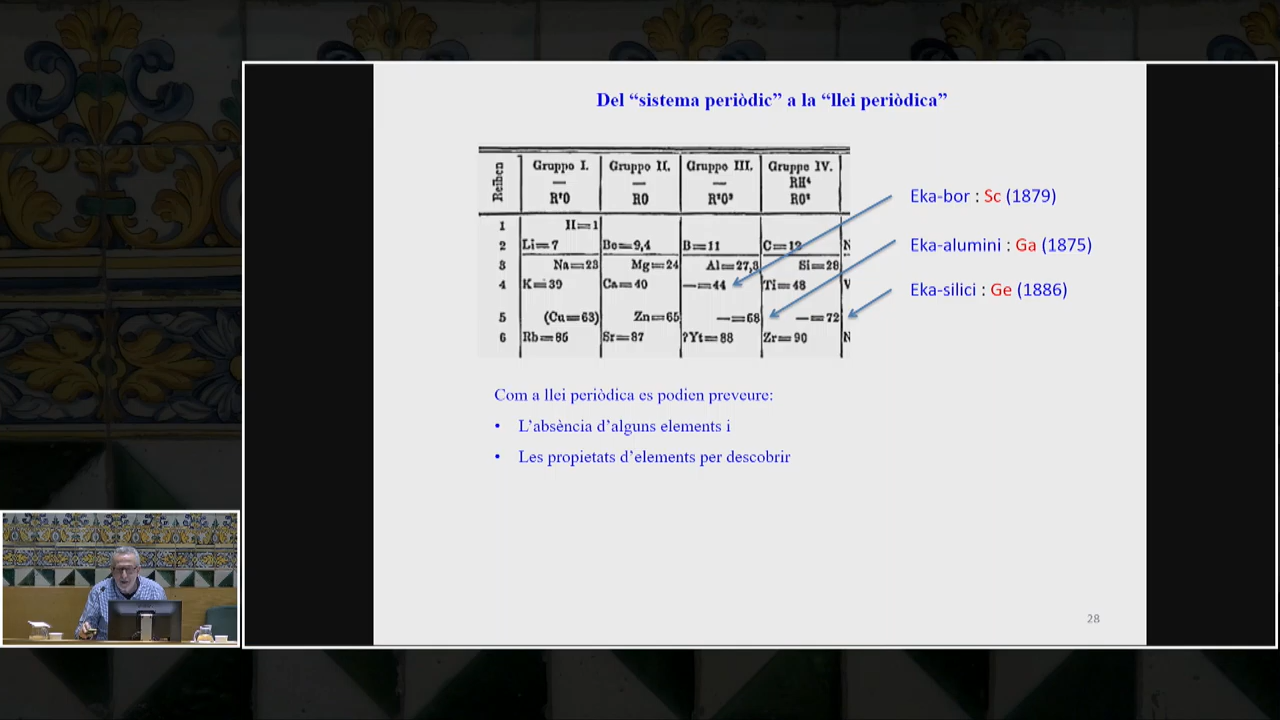 Del “sistema periòdic” a la “llei periòdica”
Reihen Gruppo I. Gruppo II. Gruppo III. Gruppo IV.
— — — RH⁴
R²O RO R²O³ RO²
1 II=1
2 Li=7 Be=9,4 B=11 C=12 N
3 Na=23 Mg=24 Al=27,3 Si=28
4 K=39 Ca=40 —=44 Ti=48 V
5 (Cu=63) Zn=65 —=68 —=72
6 Rb=85 Sr=87 ?Yt=88 Zr=90 N
Eka-bor : Sc (1879)
Eka-alumini : Ga (1875)
Eka-silici : Ge (1886)
Com a llei periòdica es podien preveure:
• L’absència d’alguns elements i
• Les propietats d’elements per descobrir
28